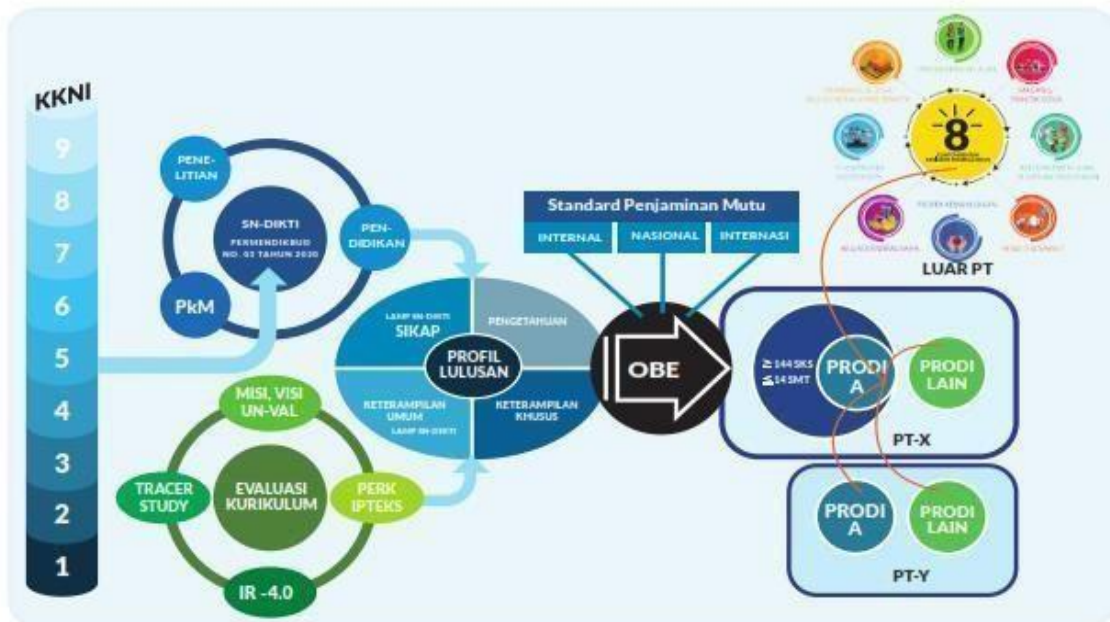 KKNI
9
8
7
6
5
4
3
2
1
PENE-
LITIAN
SN-DIKTI
PERMENDIKBUD
NO. 03 TAHUN 2020
PEN-
DIDIKAN
PkM
MISI, VISI
UN-VAL
TRACER
STUDY
EVALUASI
KURIKULUM
PERK
IPTEKS
IR -4.0
LAMP SN-DIKTI
SIKAP
PENGETAHUAN
PROFIL
LULUSAN
KETERAMPILAN
UMUM
LAMP SN-DIKTI
KETERAMPILAN
KHUSUS
Standard Penjaminan Mutu
INTERNAL
NASIONAL
INTERNASI
OBE
8
LUAR PT
≥ 144 SKS
≤ 14 SMT
PRODI
A
PRODI
LAIN
PT-X
PRODI
A
PRODI
LAIN
PT-Y